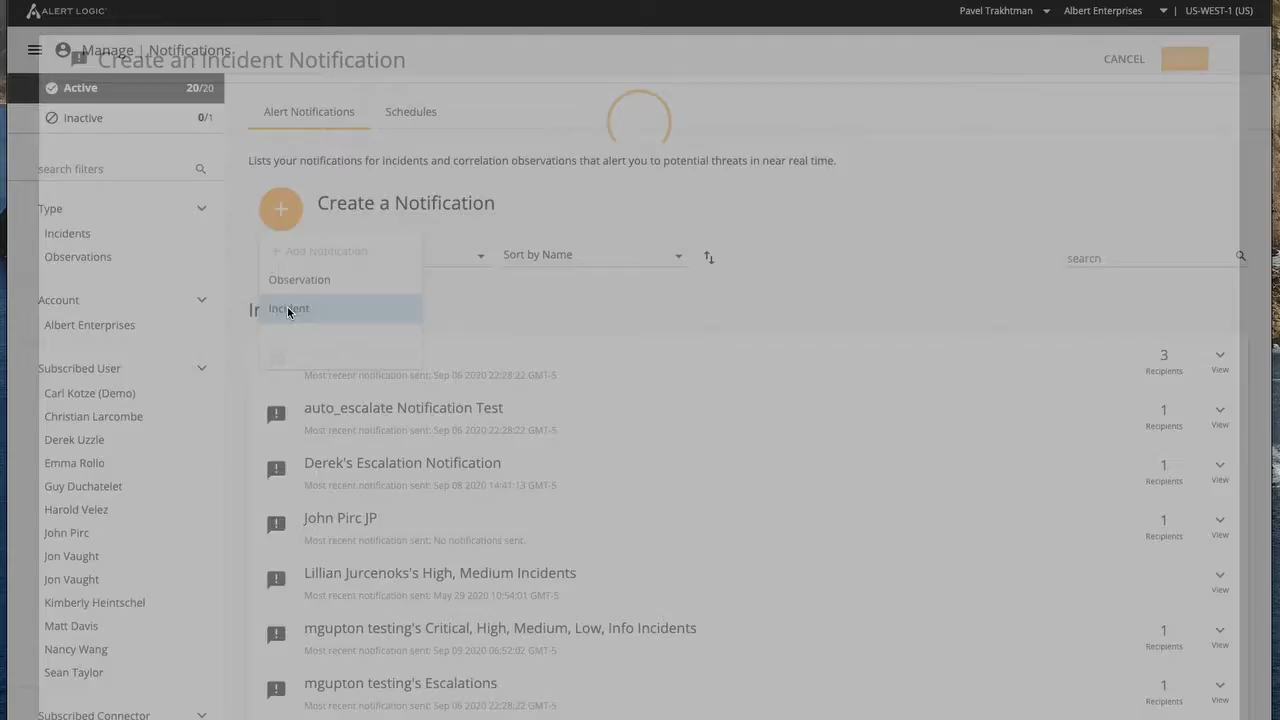 ALERT LOGIC
Pavel Trakhtman
Albert Enterprises
US-WEST-1 (US)
Manage | Notifications
Create an Incident Notification
CANCEL
Active 20/20
Inactive 0/1
Alert Notifications
Schedules
Lists your notifications for incidents and correlation observations that alert you to potential threats in near real time.
search filters
Create a Notification
Type
Incidents
Observations
+ Add Notification
Observation
Incident
Sort by Name
search
Account
Albert Enterprises
Subscribed User
Carl Kotze (Demo)
Christian Larcombe
Derek Uzzle
Emma Rollo
Guy Duchatelet
Harold Velez
John Pirc
Jon Vaught
Jon Vaught
Kimberly Heintschel
Matt Davis
Nancy Wang
Sean Taylor
Subscribed Connector
Most recent notification sent: Sep 06 2020 22:28:22 GMT-5
3
Recipients
View
auto_escalate Notification Test
Most recent notification sent: Sep 06 2020 22:28:22 GMT-5
1
Recipients
View
Derek's Escalation Notification
Most recent notification sent: Sep 08 2020 14:41:13 GMT-5
1
Recipients
View
John Pirc JP
Most recent notification sent: No notifications sent.
1
Recipients
View
Lillian Jurcenoks's High, Medium Incidents
Most recent notification sent: May 29 2020 10:54:01 GMT-5
View
mgupton testing's Critical, High, Medium, Low, Info Incidents
Most recent notification sent: Sep 09 2020 06:52:02 GMT-5
1
Recipients
View
mgupton testing's Escalations
Most recent notification sent: Sep 06 2020 22:28:22 GMT-5
1
Recipients
View